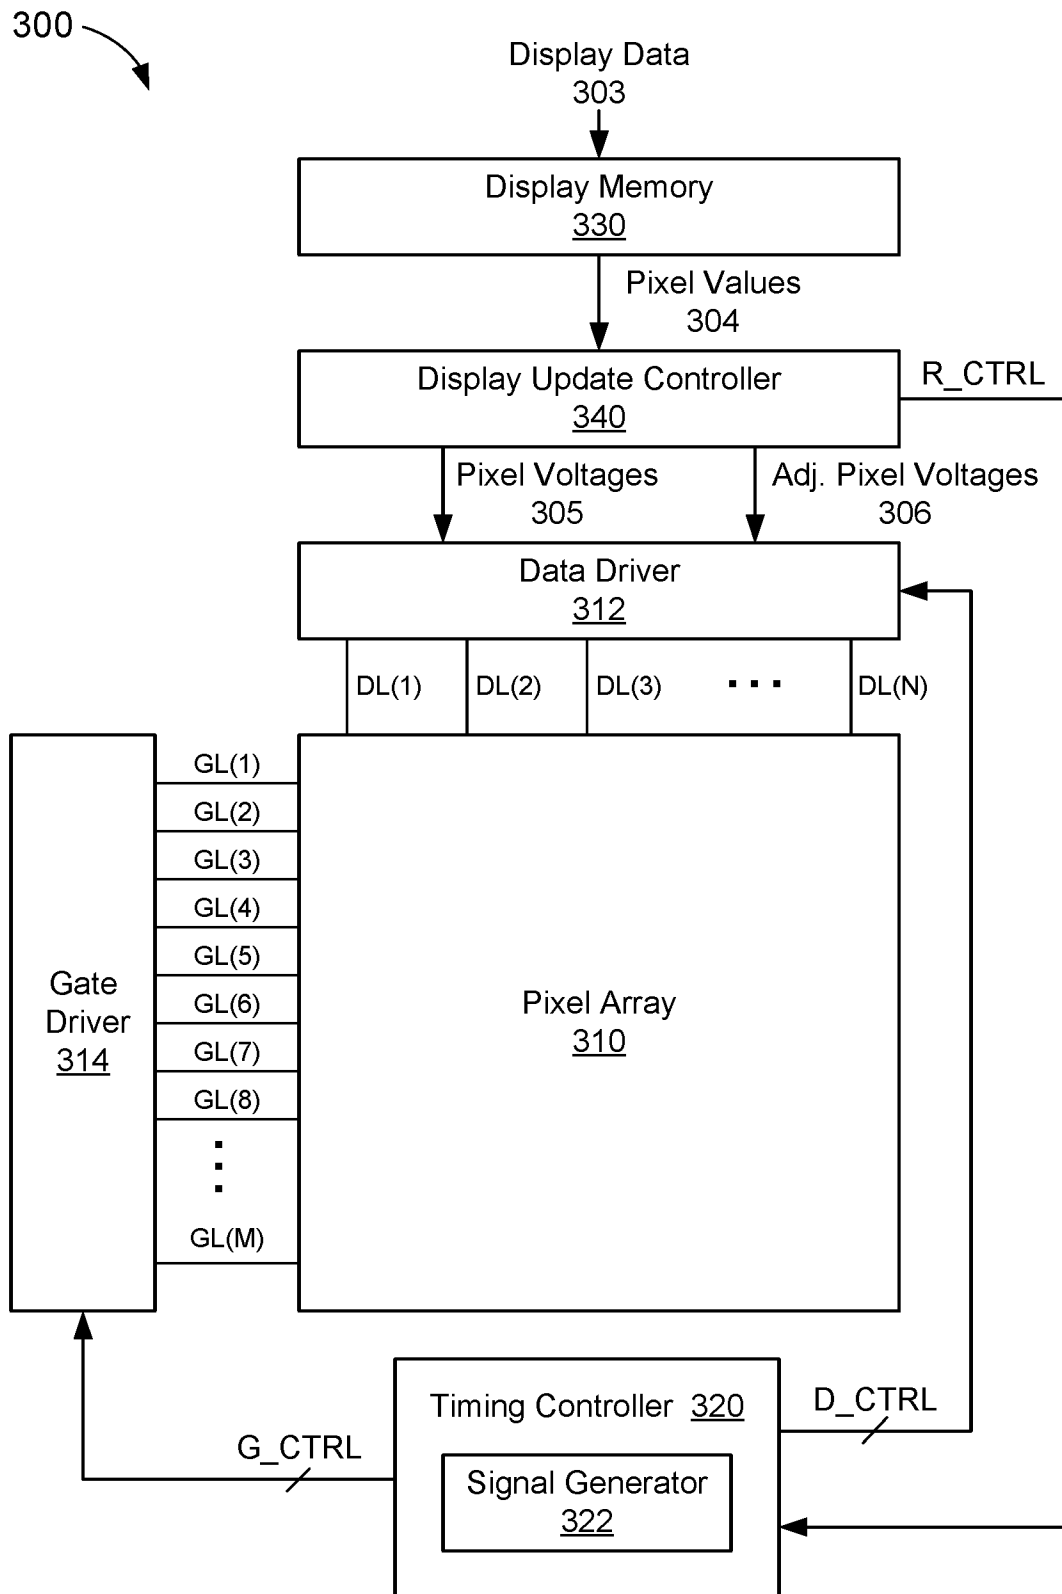 300
Display Data
303
Display Memory
330
Pixel Values
304
Display Update Controller
340
R_CTRL
Pixel Voltages
305
Adj. Pixel Voltages
306
Data Driver
312
DL(1)
DL(2)
DL(3)
...
DL(N)
GL(1)
GL(2)
GL(3)
GL(4)
GL(5)
GL(6)
GL(7)
GL(8)
GL(M)
Gate
Driver
314
Pixel Array
310
Timing Controller 320
D_CTRL
G_CTRL
Signal Generator
322